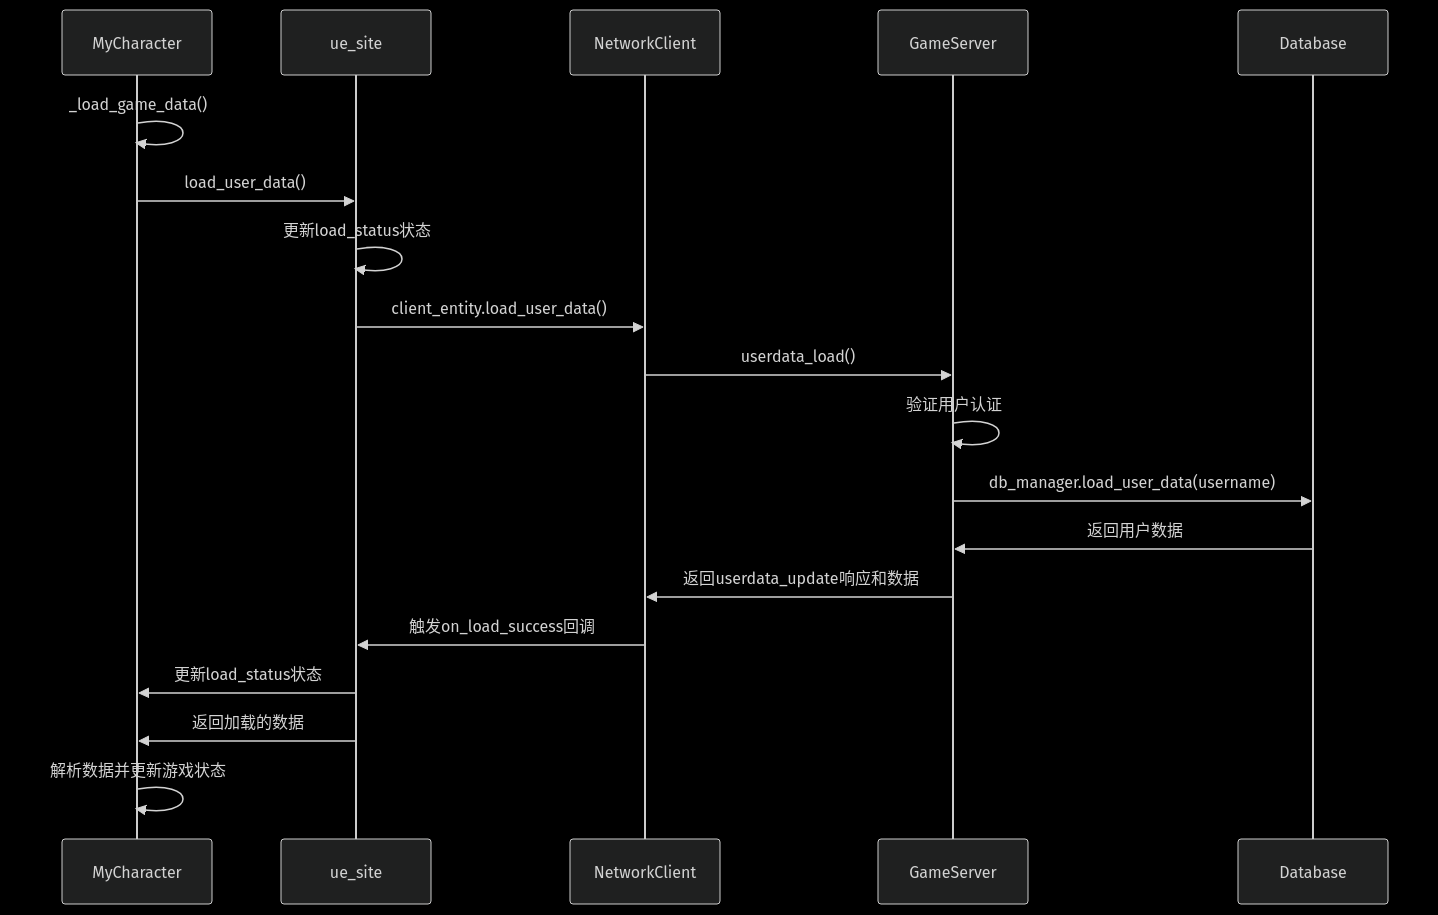 MyCharacter
ue_site
NetworkClient
GameServer
Database
_load_game_data()
load_user_data()
更新load_status状态
client_entity.load_user_data()
userdata_load()
验证用户认证
db_manager.load_user_data(username)
返回用户数据
返回userdata_update响应和数据
触发on_load_success回调
更新load_status状态
返回加载的数据
解析数据并更新游戏状态
MyCharacter
ue_site
NetworkClient
GameServer
Database